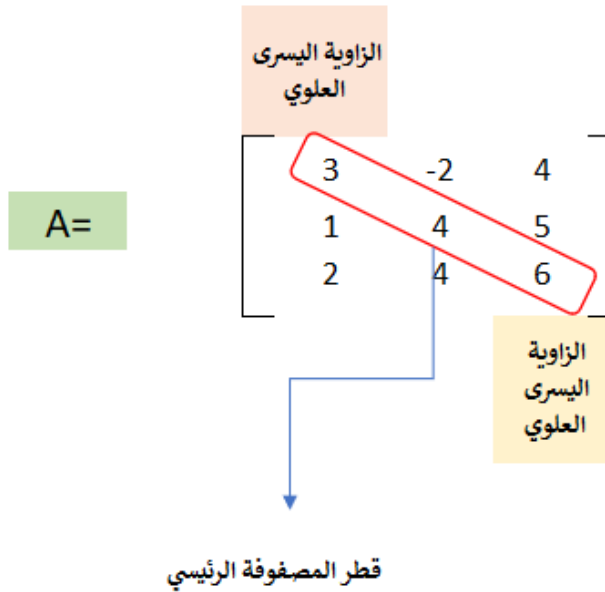 الزاوية اليسرى
العلوي
3 -2 4
A= 1 4 5
2 4 6
الزاوية
اليسرى
العلوي
قطر المصفوفة الرئيسي